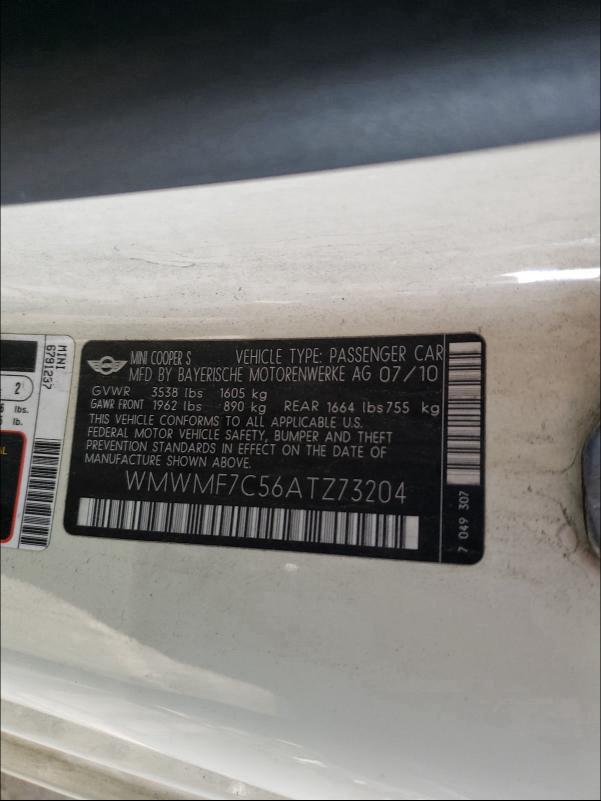 MINI COOPER S VEHICLE TYPE: PASSENGER CAR
MFD BY BAYERISCHE MOTORENWERKE AG 07/10
GVWR 3538 lbs 1605 kg
GAWR FRONT 1962 lbs 890 kg REAR 1664 lbs 755 kg
THIS VEHICLE CONFORMS TO ALL APPLICABLE U.S.
FEDERAL MOTOR VEHICLE SAFETY, BUMPER AND THEFT
PREVENTION STANDARDS IN EFFECT ON THE DATE OF
MANUFACTURE SHOWN ABOVE.
WMWMF7C56ATZ73204
7 049 307
MINI
6791237
2
lbs.
lb.